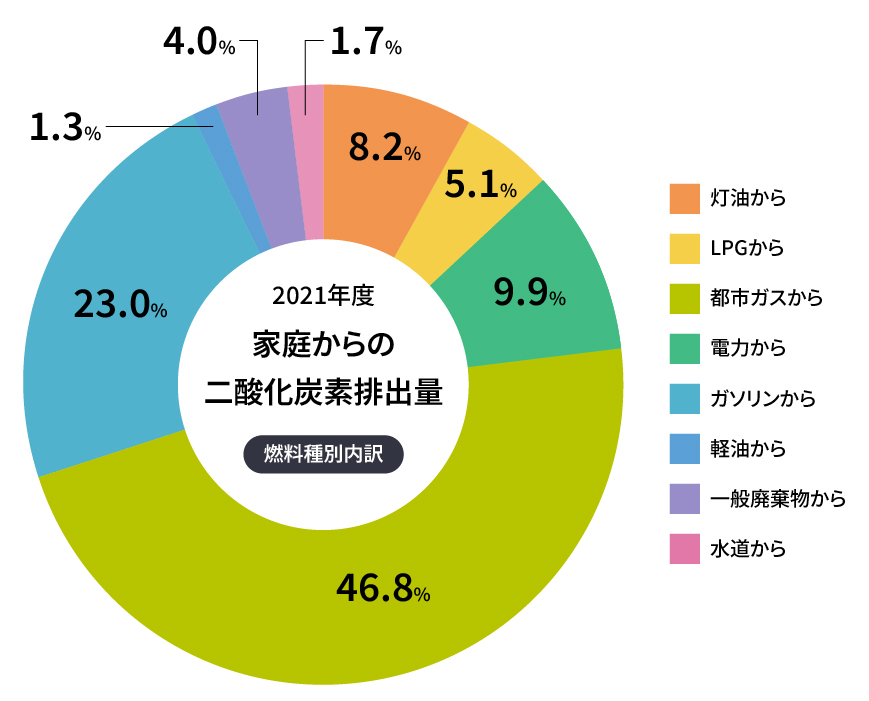 4.0%
1.7%
1.3%
8.2%
5.1%
9.9%
23.0%
46.8%
2021年度
家庭からの
二酸化炭素排出量
燃料種別内訳
灯油から
LPGから
都市ガスから
電力から
ガソリンから
軽油から
一般廃棄物から
水道から